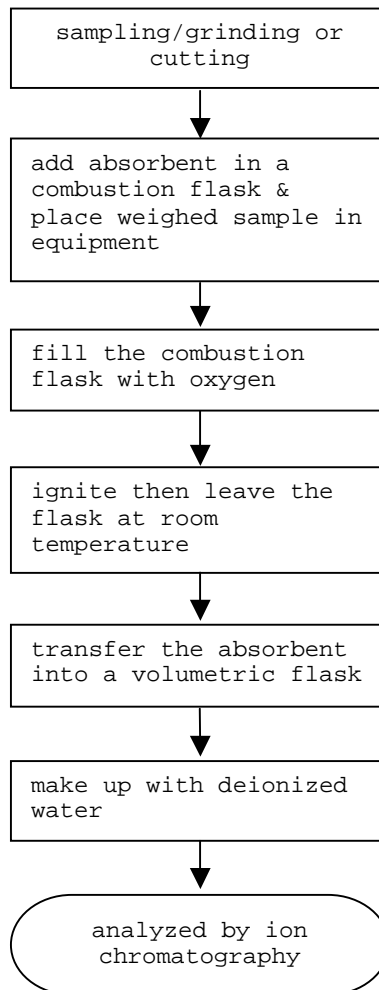 sampling/grinding or
cutting
add absorbent in a
combustion flask &
place weighed sample in
equipment
fill the combustion
flask with oxygen
ignite then leave the
flask at room
temperature
transfer the absorbent
into a volumetric flask
make up with deionized
water
analyzed by ion
chromatography